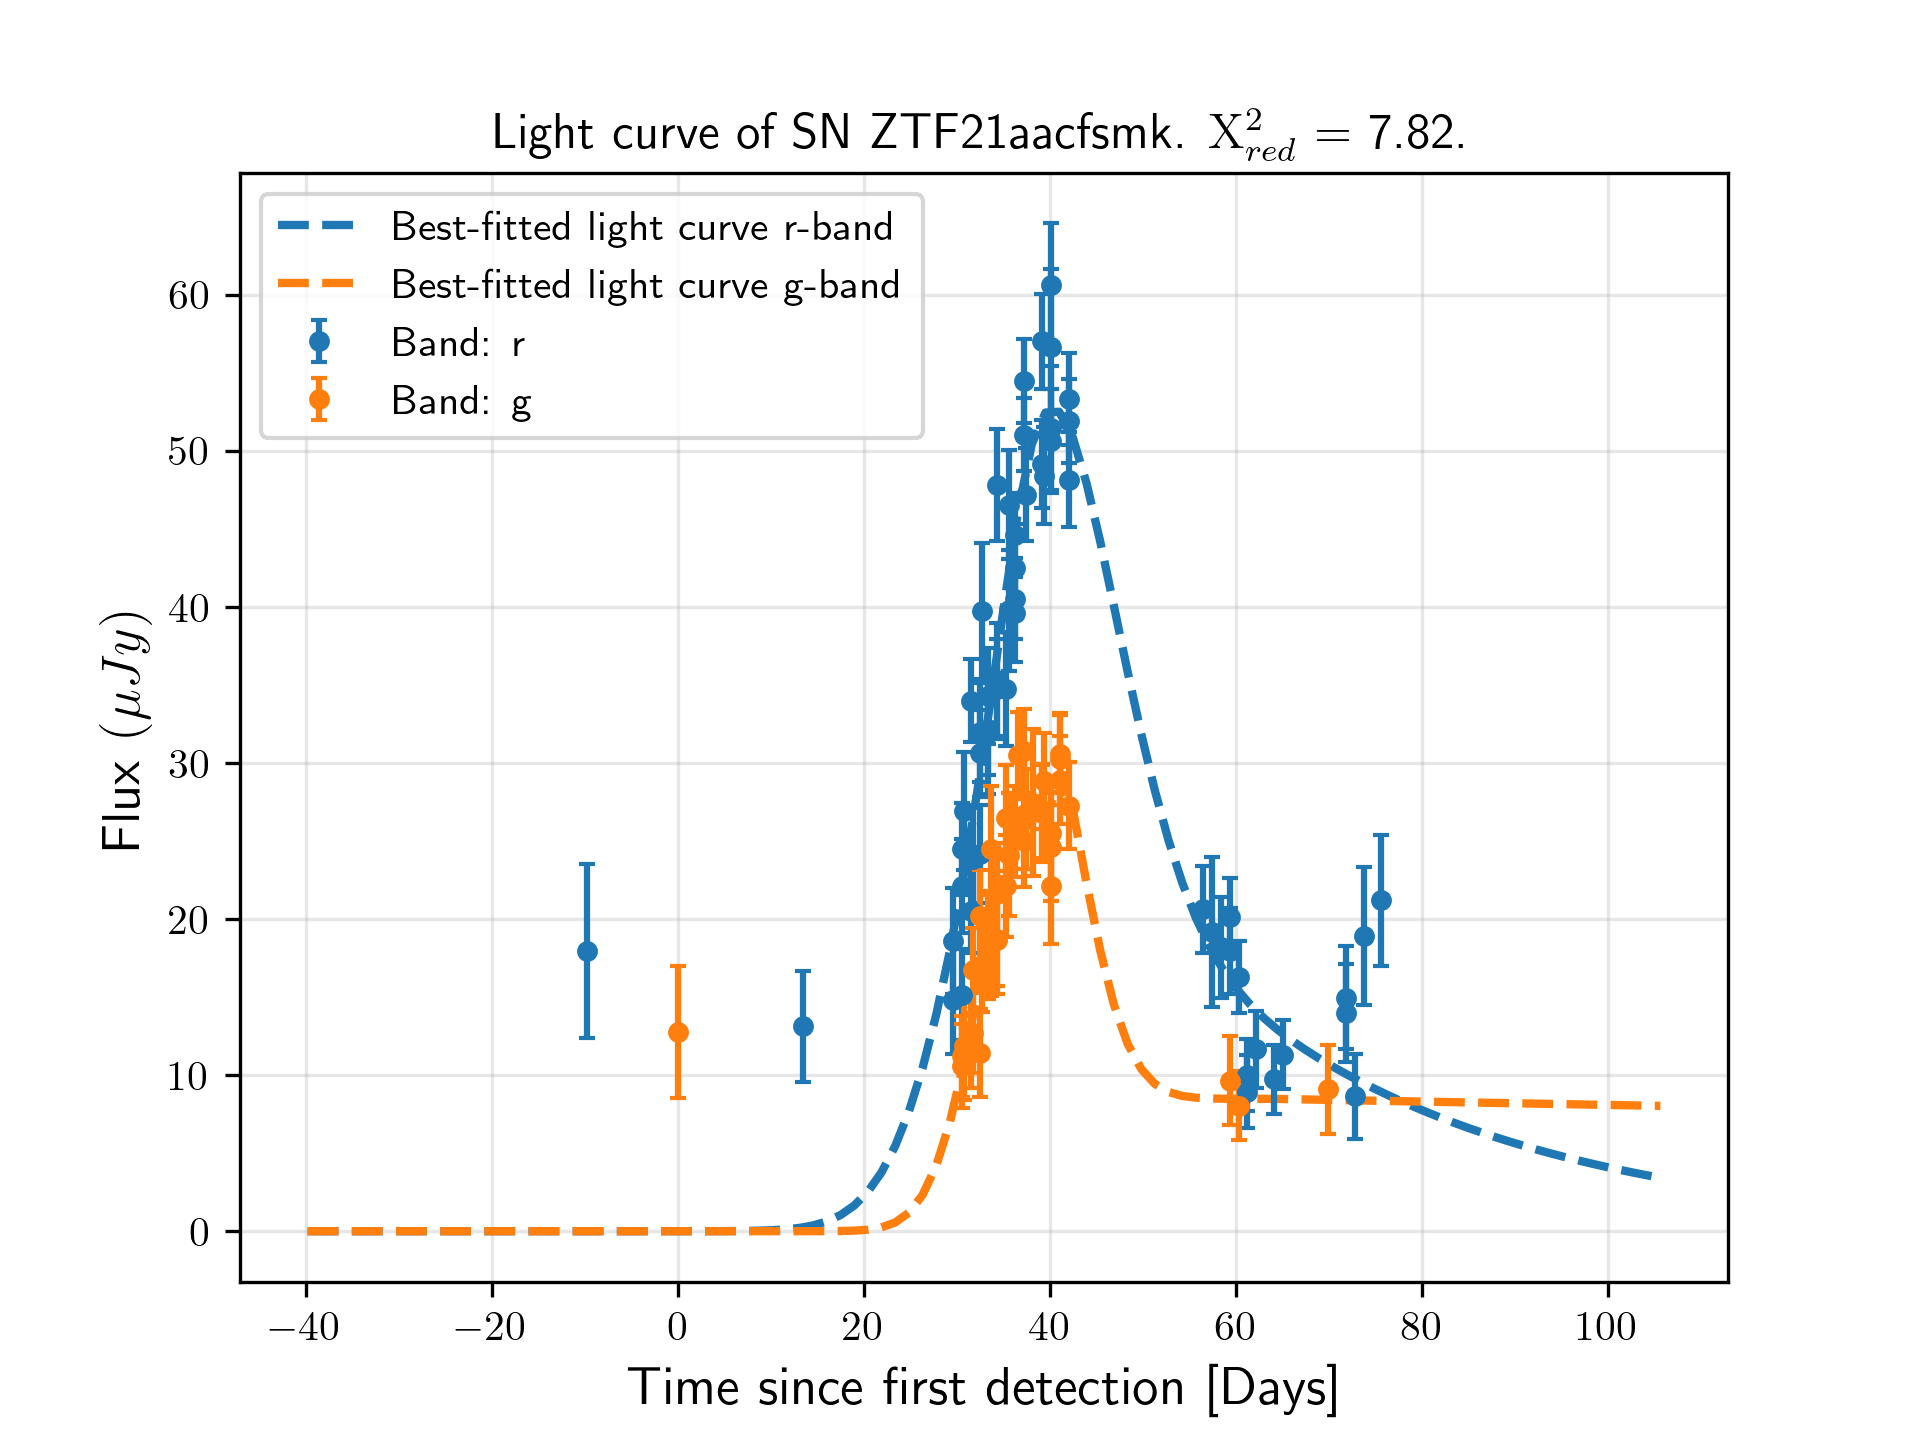 Light curve of SN ZTF21aacfsmk. X²_red = 7.82.
Best-fitted light curve r-band
Best-fitted light curve g-band
Band: r
Band: g
60
50
40
30
20
10
0
Flux (μJy)
−40 −20 0 20 40 60 80 100
Time since first detection [Days]